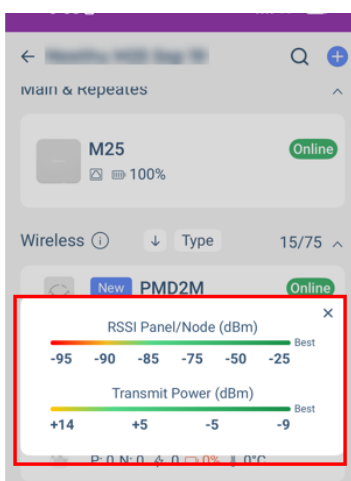 Main & Repeates
M25
Online
100%
Wireless
Type
15/75
New
PMD2M
Online
RSSI Panel/Node (dBm)
Best
-95 -90 -85 -75 -50 -25
Transmit Power (dBm)
Best
+14 +5 -5 -9
P: 0 N: 0 0 0% 0°C